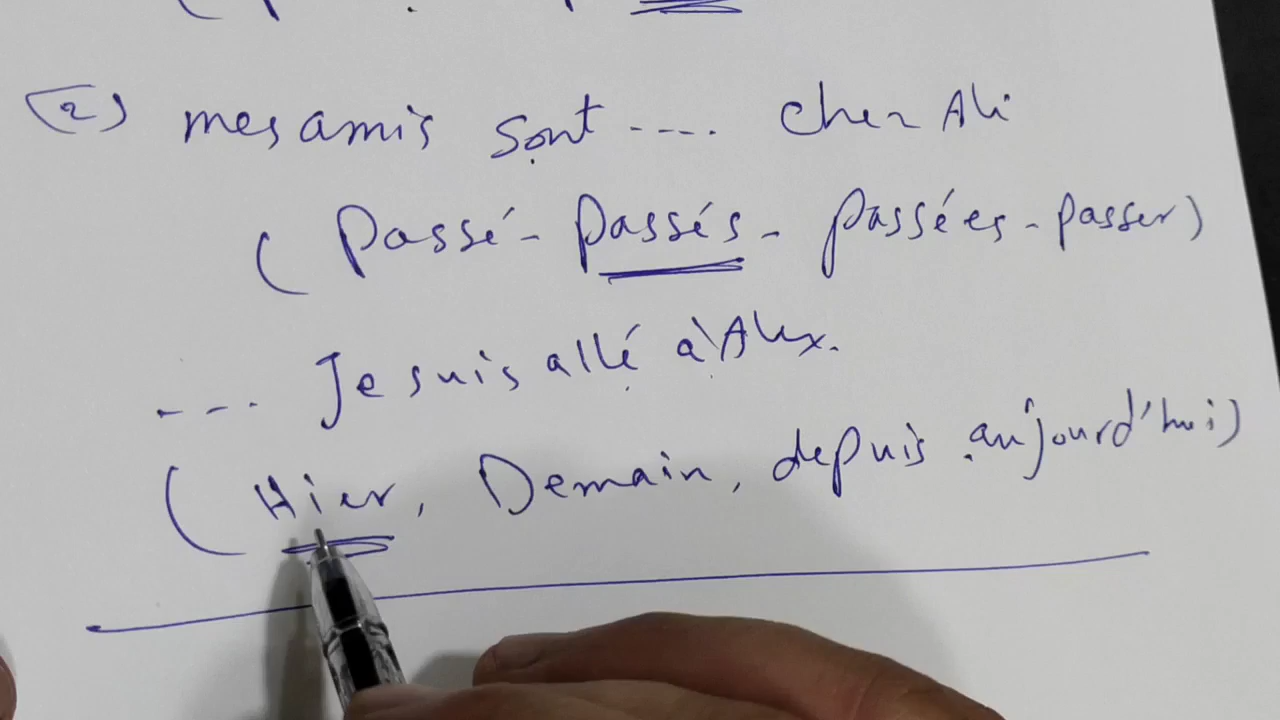 (2) mes amis sont .... chez Ali
( Passé - Passés - passées - passer)
... Je suis allé à Alex.
( Hier, Demain, depuis aujourd'hui)